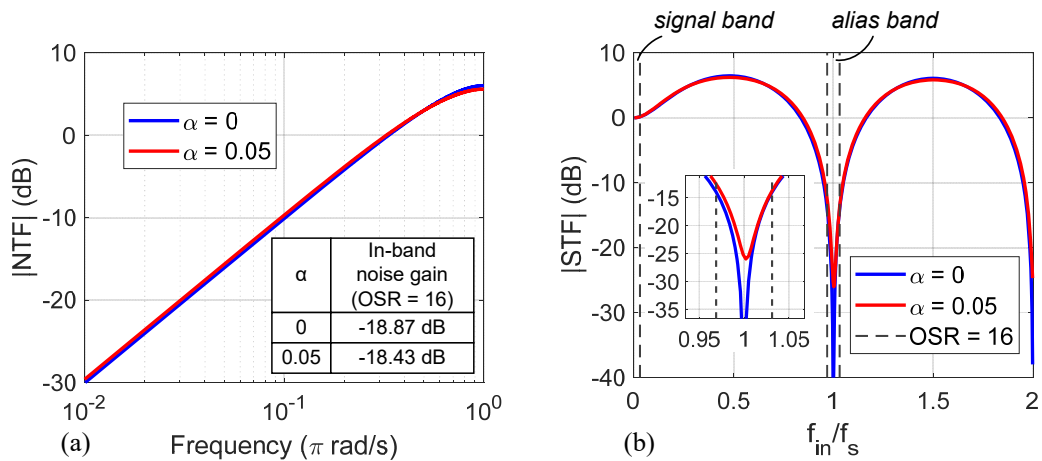 signal band
alias band
10
0
-10
-20
-30
|NTF| (dB)
α = 0
α = 0.05
α
In-band
noise gain
(OSR = 16)
0
-18.87 dB
0.05
-18.43 dB
10⁻²
10⁻¹
10⁰
Frequency (π rad/s)
(a)
10
0
-10
-20
-30
-40
|STF| (dB)
-15
-20
-25
-30
-35
0.95
1
1.05
α = 0
α = 0.05
OSR = 16
0
0.5
1
1.5
2
f_in/f_s
(b)